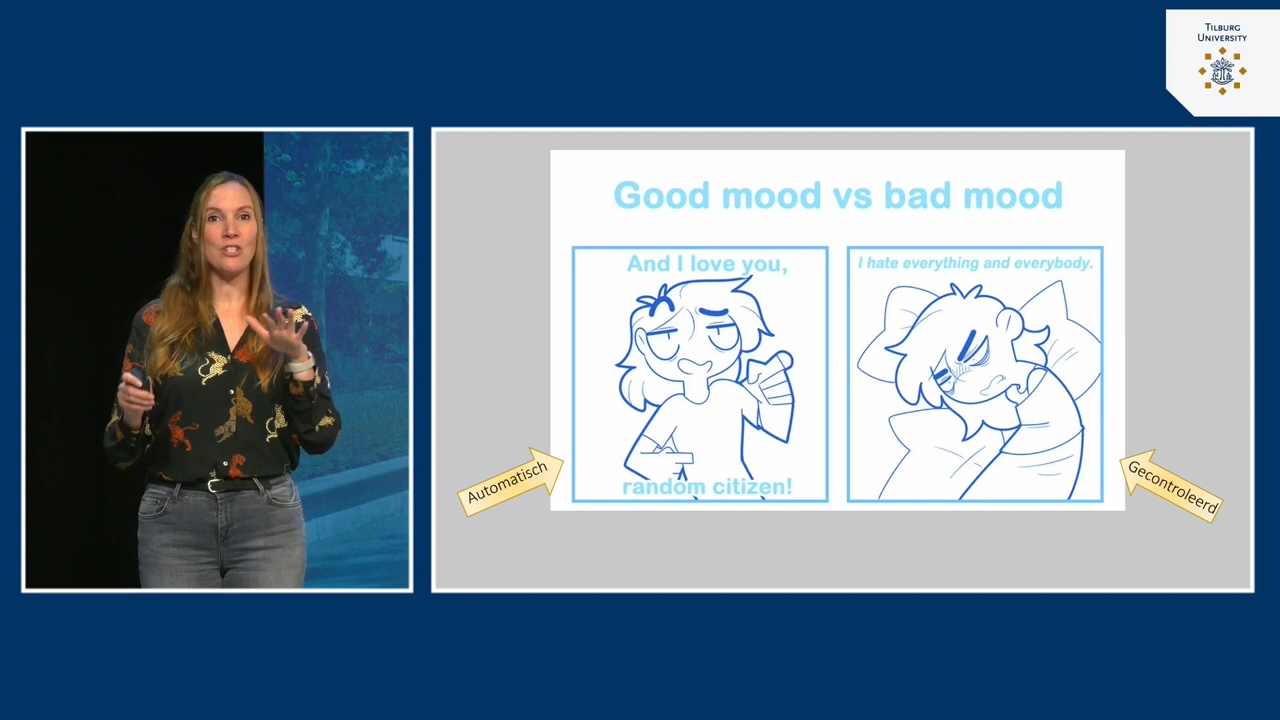 TILBURG
UNIVERSITY
Good mood vs bad mood
And I love you,
random citizen!
I hate everything and everybody.
Automatisch
Gecontroleerd